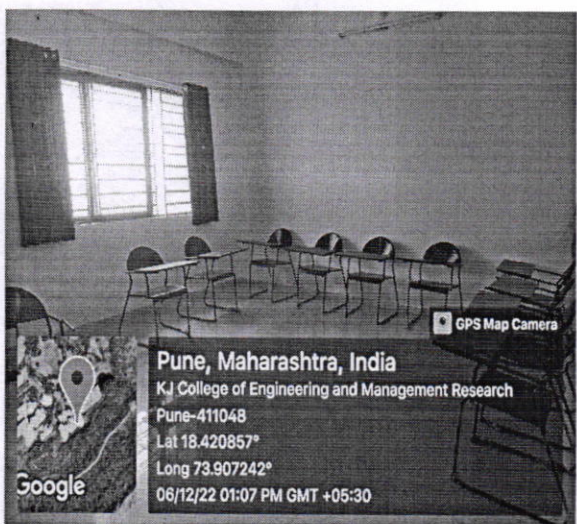 GPS Map Camera
Pune, Maharashtra, India
KJ College of Engineering and Management Research
Pune-411048
Lat 18.420857°
Long 73.907242°
06/12/22 01:07 PM GMT +05:30
Google